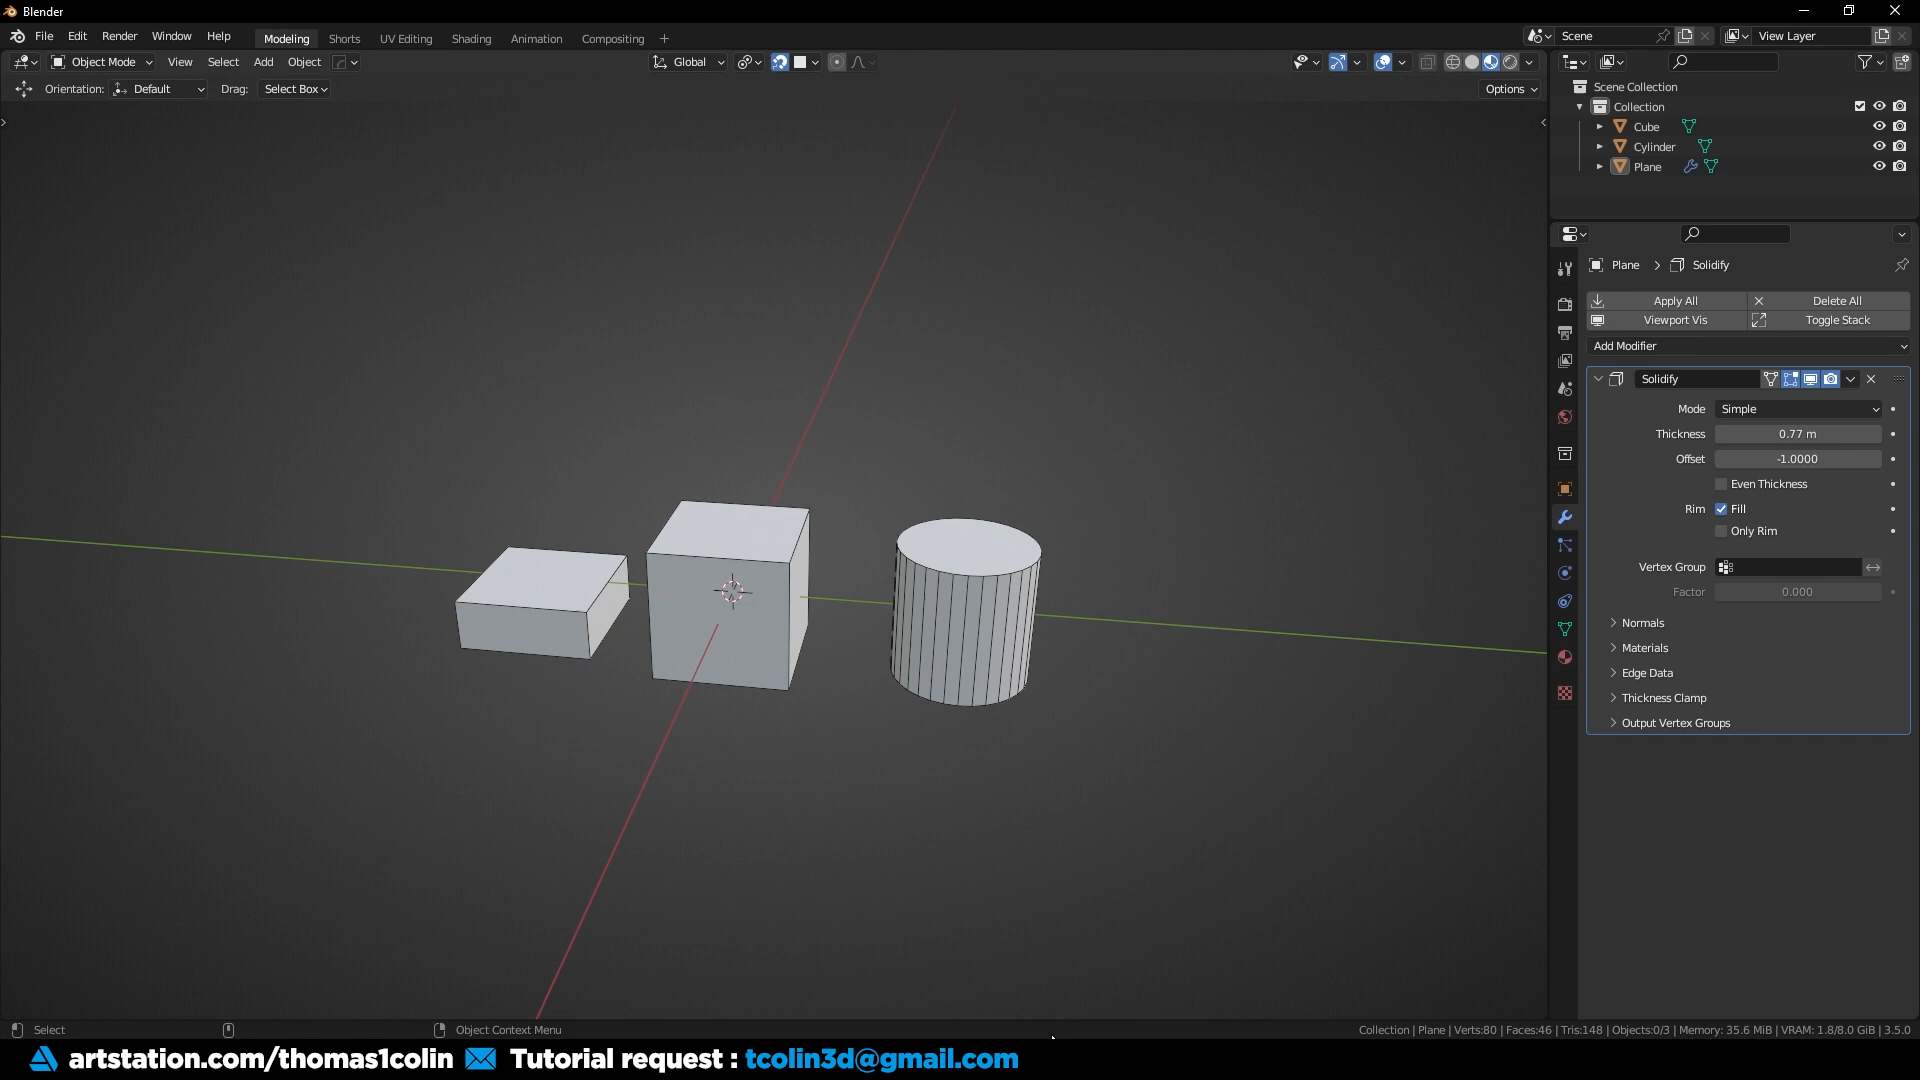 Blender
File Edit Render Window Help Modeling Shorts UV Editing Shading Animation Compositing + Scene View Layer
Object Mode View Select Add Object Global
Orientation: Default Drag: Select Box Options
Scene Collection
Collection
Cube
Cylinder
Plane
Plane > Solidify
Apply All Delete All
Viewport Vis Toggle Stack
Add Modifier
Solidify
Mode Simple
Thickness 0.77 m
Offset -1.0000
Even Thickness
Rim Fill
Only Rim
Vertex Group
Factor 0.000
Normals
Materials
Edge Data
Thickness Clamp
Output Vertex Groups
Select Object Context Menu Collection | Plane | Verts:80 | Faces:46 | Tris:148 | Objects:0/3 | Memory: 35.6 MiB | VRAM: 1.8/8.0 GiB | 3.5.0
artstation.com/thomas1colin Tutorial request : tcolin3d@gmail.com